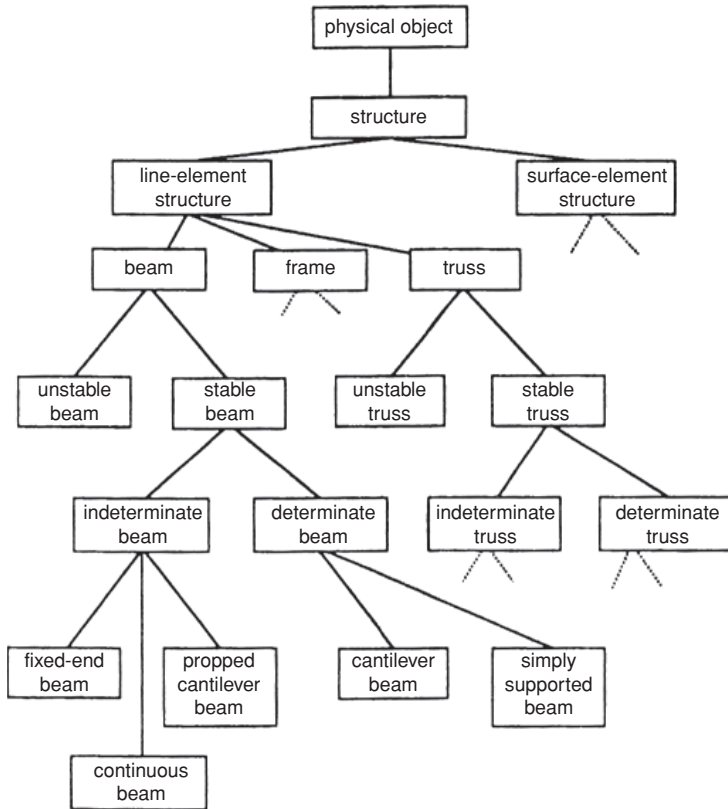 physical object
structure
line-element
structure
surface-element
structure
beam
frame
truss
unstable
beam
stable
beam
unstable
truss
stable
truss
indeterminate
beam
determinate
beam
indeterminate
truss
determinate
truss
fixed-end
beam
propped
cantilever
beam
cantilever
beam
simply
supported
beam
continuous
beam